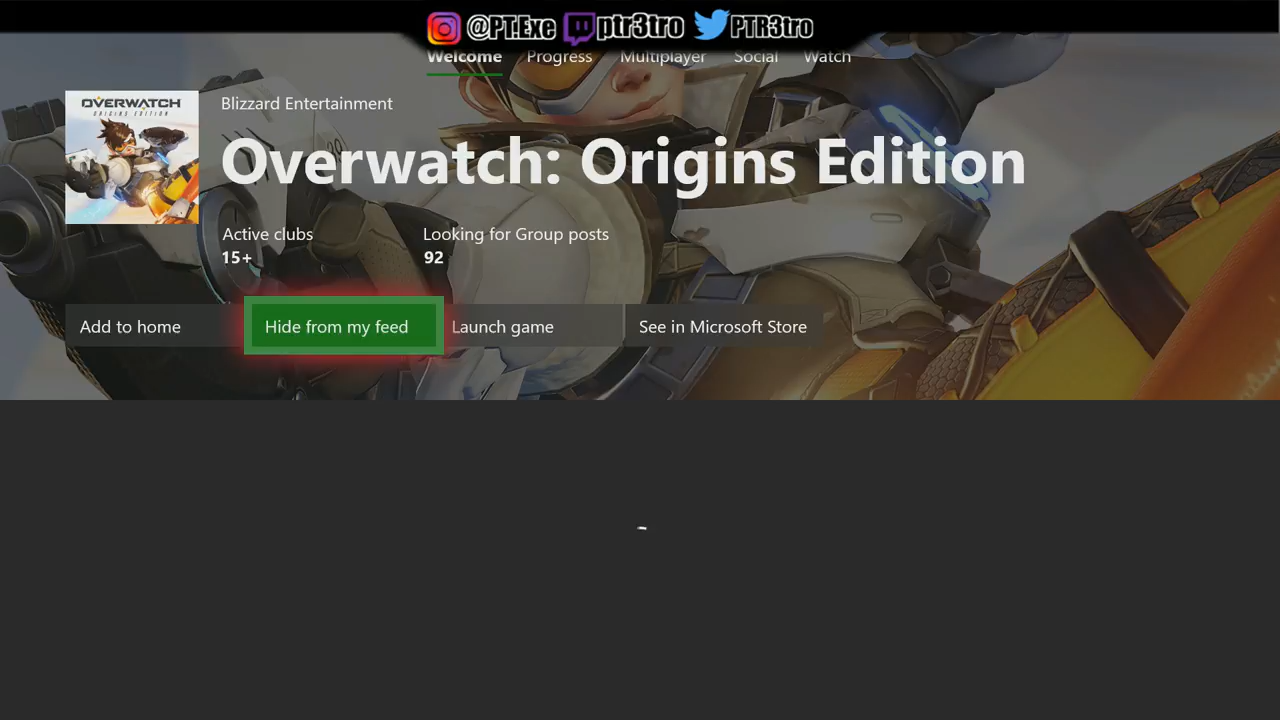 @PT.Exe ptr3tro PTR3tro
Welcome Progress Multiplayer Social Watch
OVERWATCH
ORIGINS EDITION
Blizzard Entertainment
Overwatch: Origins Edition
Active clubs
15+
Looking for Group posts
92
Add to home
Hide from my feed
Launch game
See in Microsoft Store